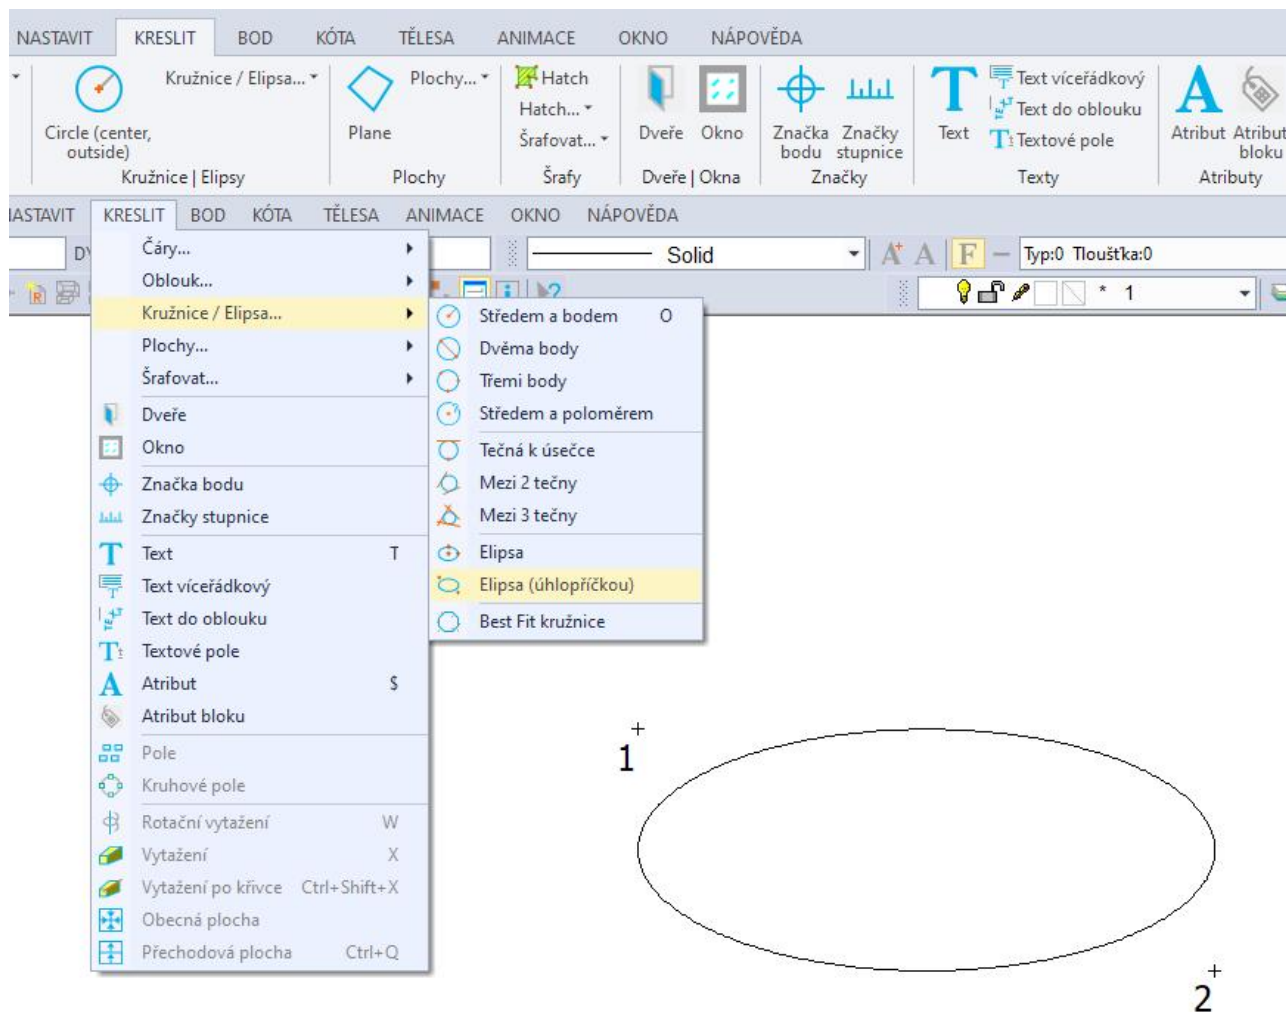 NASTAVIT KRESLIT BOD KÓTA TĚLESA ANIMACE OKNO NÁPOVĚDA
Kružnice / Elipsa...
Circle (center,
outside)
Kružnice | Elipsy
Plochy...
Plane
Plochy
Hatch
Hatch...
Šrafovat...
Šrafy
Dveře Okno
Dveře | Okna
Značka Značky
bodu stupnice
Značky
Text
Text víceřádkový
Text do oblouku
Textové pole
Texty
Atribut Atribut
bloku
Atributy
NASTAVIT KRESLIT BOD KÓTA TĚLESA ANIMACE OKNO NÁPOVĚDA
Solid
F
Typ:0 Tloušťka:0
* 1
Čáry...
Oblouk...
Kružnice / Elipsa...
Plochy...
Šrafovat...
Dveře
Okno
Značka bodu
Značky stupnice
Text T
Text víceřádkový
Text do oblouku
Textové pole
Atribut $
Atribut bloku
Pole
Kruhové pole
Rotační vytažení W
Vytažení X
Vytažení po křivce Ctrl+Shift+X
Obecná plocha
Přechodová plocha Ctrl+Q
Středem a bodem O
Dvěma body
Třemi body
Středem a poloměrem
Tečná k úsečce
Mezi 2 tečny
Mezi 3 tečny
Elipsa
Elipsa (úhlopříčkou)
Best Fit kružnice
1
2